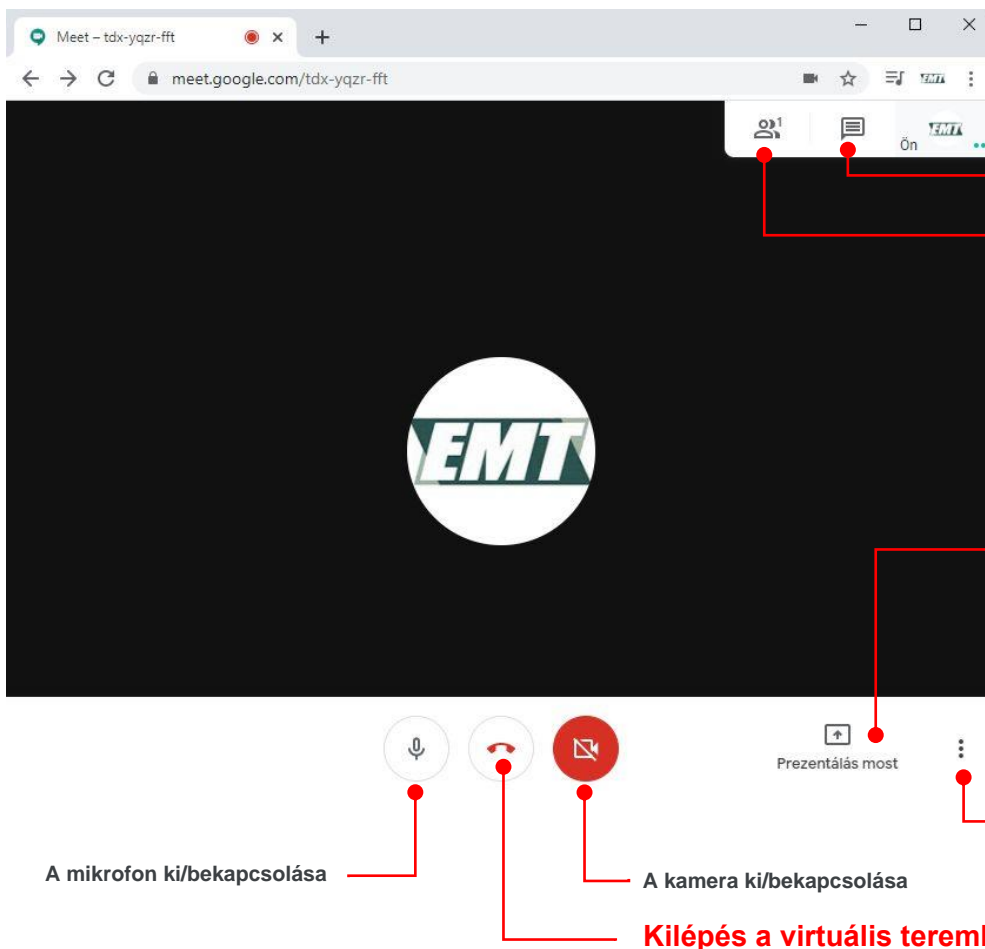 Meet – tdx-yqzr-fft
meet.google.com/tdx-yqzr-fft
EMT
1
Ön
EMT
EMT
Prezentálás most
A mikrofon ki/bekapcsolása
A kamera ki/bekapcsolása
Kilépés a virtuális